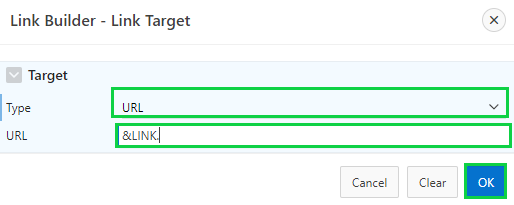 Link Builder - Link Target
Target
Type URL
URL &LINK.
Cancel Clear OK